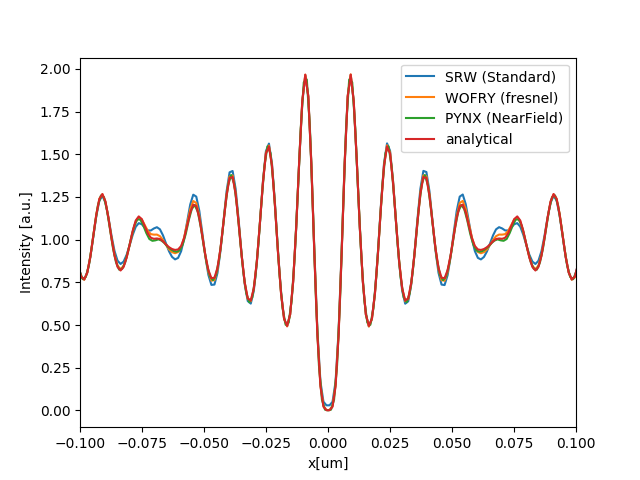 2.00
1.75
1.50
1.25
1.00
0.75
0.50
0.25
0.00
Intensity [a.u.]
SRW (Standard)
WOFRY (fresnel)
PYNX (NearField)
analytical
−0.100 −0.075 −0.050 −0.025 0.000 0.025 0.050 0.075 0.100
x[um]